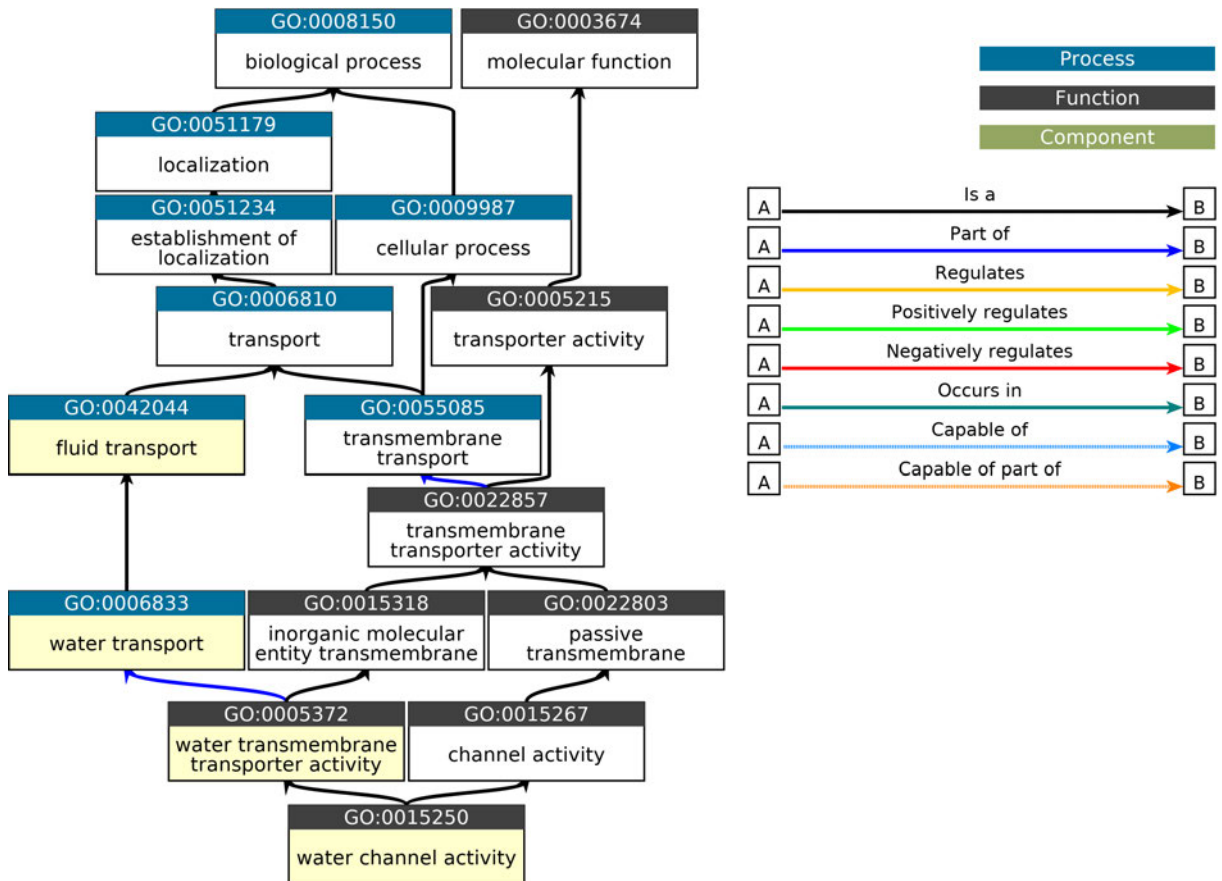 GO:0008150
biological process
GO:0003674
molecular function
GO:0051179
localization
GO:0051234
establishment of
localization
GO:0009987
cellular process
GO:0006810
transport
GO:0005215
transporter activity
GO:0042044
fluid transport
GO:0055085
transmembrane
transport
GO:0022857
transmembrane
transporter activity
GO:0006833
water transport
GO:0015318
inorganic molecular
entity transmembrane
GO:0022803
passive
transmembrane
GO:0005372
water transmembrane
transporter activity
GO:0015267
channel activity
GO:0015250
water channel activity
Process
Function
Component
A Is a B
A Part of B
A Regulates B
A Positively regulates B
A Negatively regulates B
A Occurs in B
A Capable of B
A Capable of part of B